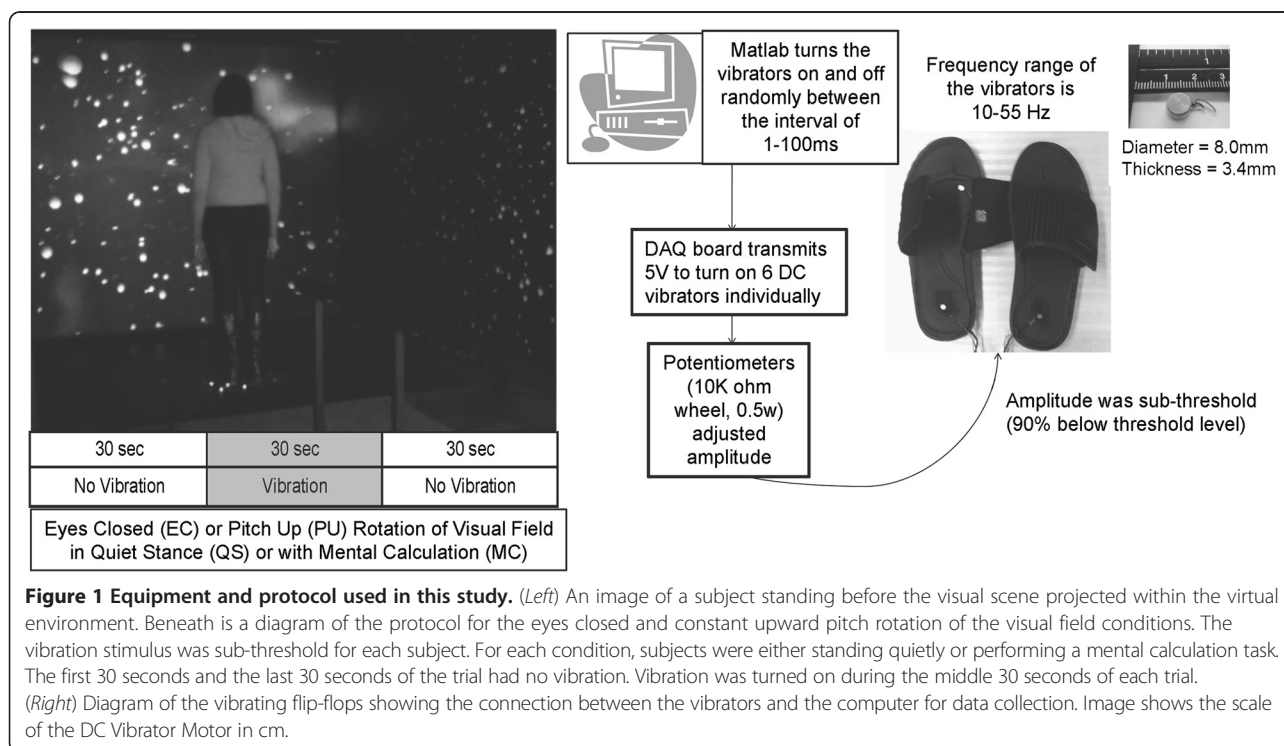 30 sec
30 sec
30 sec
No Vibration
Vibration
No Vibration
Eyes Closed (EC) or Pitch Up (PU) Rotation of Visual Field
in Quiet Stance (QS) or with Mental Calculation (MC)
Matlab turns the
vibrators on and off
randomly between
the interval of
1-100ms
DAQ board transmits
5V to turn on 6 DC
vibrators individually
Potentiometers
(10K ohm
wheel, 0.5w)
adjusted
amplitude
Frequency range of
the vibrators is
10-55 Hz
1
1 2 3
Diameter = 8.0mm
Thickness = 3.4mm
Amplitude was sub-threshold
(90% below threshold level)
Figure 1 Equipment and protocol used in this study. (Left) An image of a subject standing before the visual scene projected within the virtual
environment. Beneath is a diagram of the protocol for the eyes closed and constant upward pitch rotation of the visual field conditions. The
vibration stimulus was sub-threshold for each subject. For each condition, subjects were either standing quietly or performing a mental calculation task.
The first 30 seconds and the last 30 seconds of the trial had no vibration. Vibration was turned on during the middle 30 seconds of each trial.
(Right) Diagram of the vibrating flip-flops showing the connection between the vibrators and the computer for data collection. Image shows the scale
of the DC Vibrator Motor in cm.